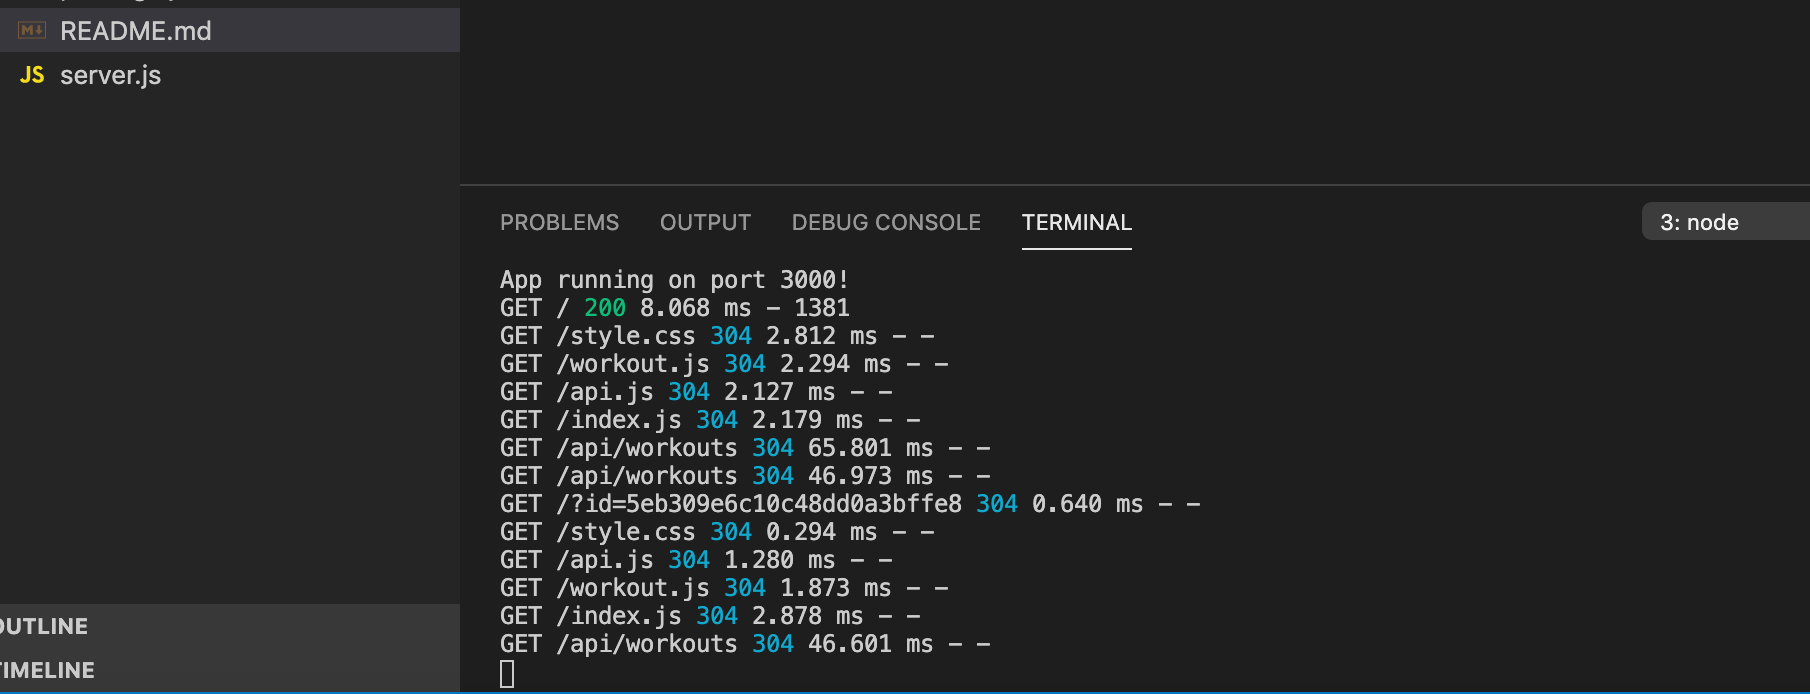 README.md
JS server.js
OUTLINE
TIMELINE
PROBLEMS OUTPUT DEBUG CONSOLE TERMINAL 3: node
App running on port 3000!
GET / 200 8.068 ms - 1381
GET /style.css 304 2.812 ms - -
GET /workout.js 304 2.294 ms - -
GET /api.js 304 2.127 ms - -
GET /index.js 304 2.179 ms - -
GET /api/workouts 304 65.801 ms - -
GET /api/workouts 304 46.973 ms - -
GET /?id=5eb309e6c10c48dd0a3bffe8 304 0.640 ms - -
GET /style.css 304 0.294 ms - -
GET /api.js 304 1.280 ms - -
GET /workout.js 304 1.873 ms - -
GET /index.js 304 2.878 ms - -
GET /api/workouts 304 46.601 ms - -